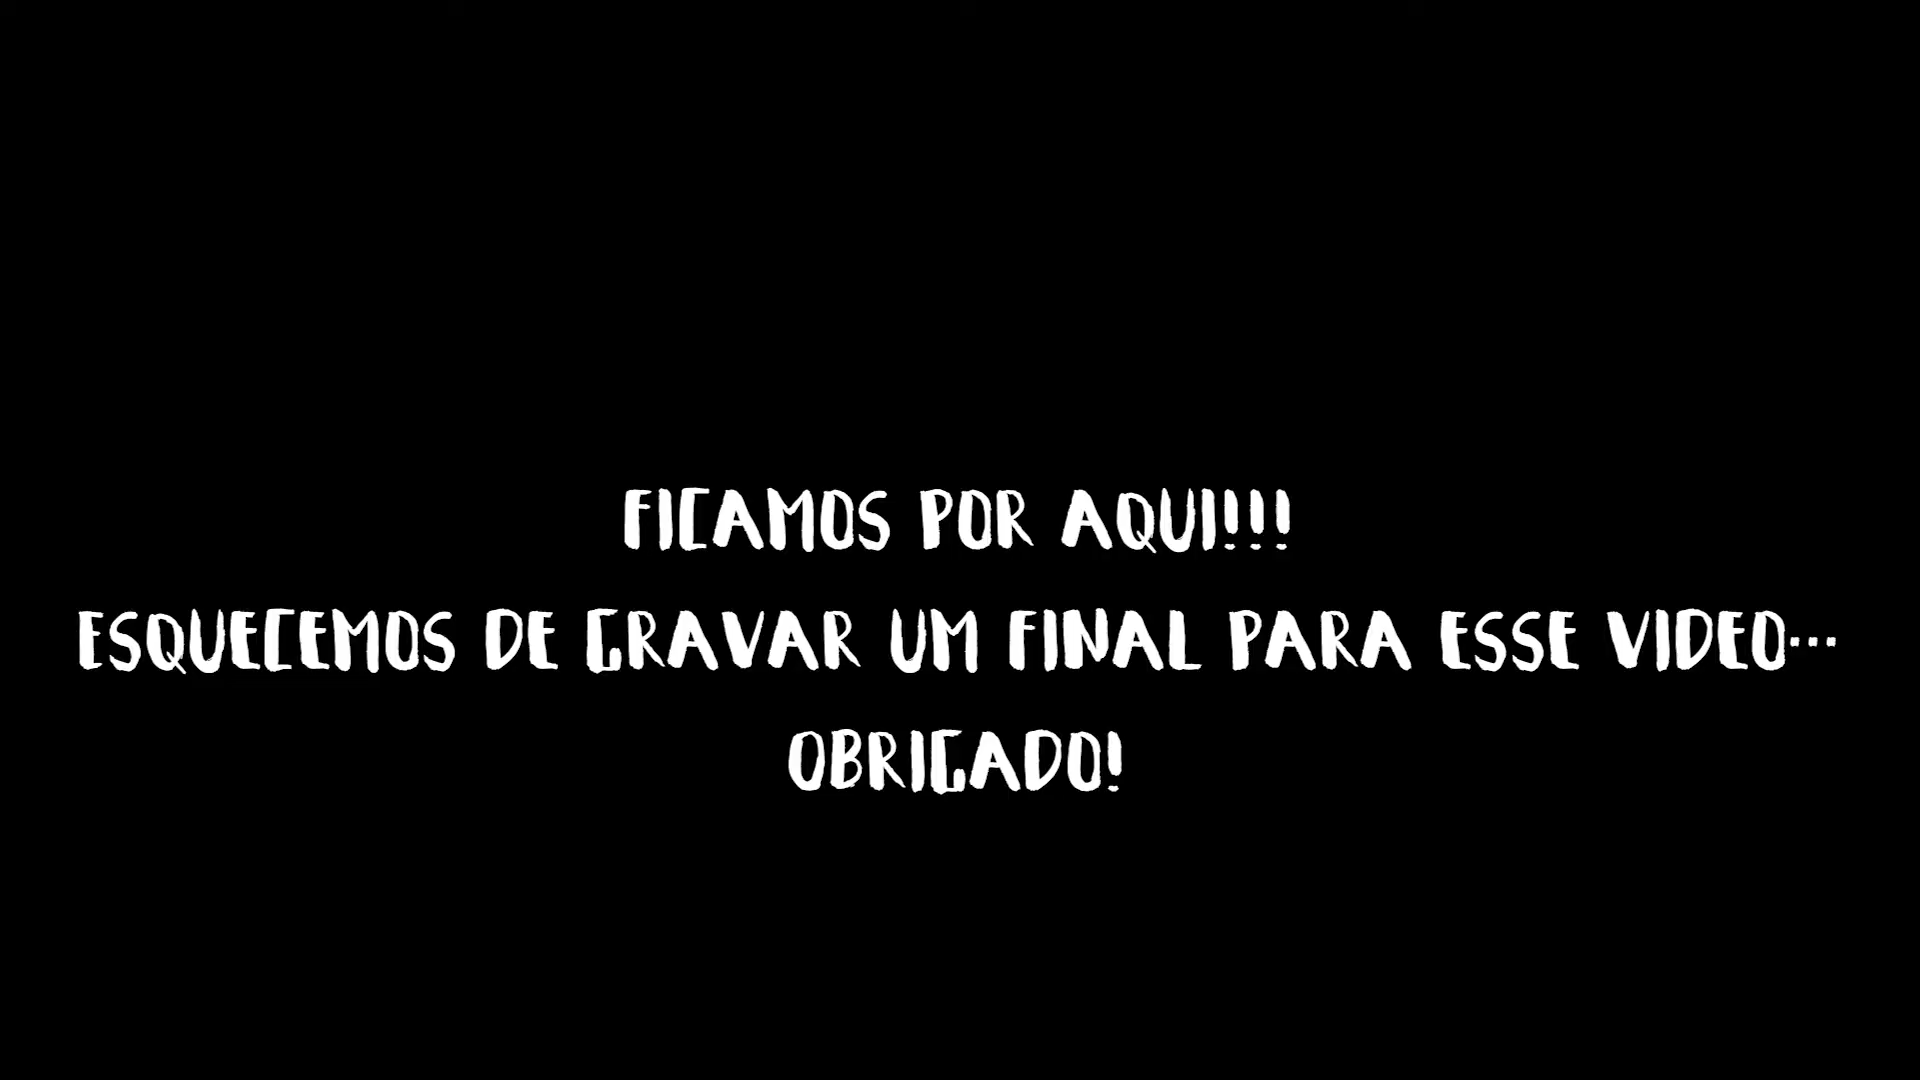 FICAMOS POR AQUI!!!
ESQUECEMOS DE GRAVAR UM FINAL PARA ESSE VIDEO...
OBRIGADO!